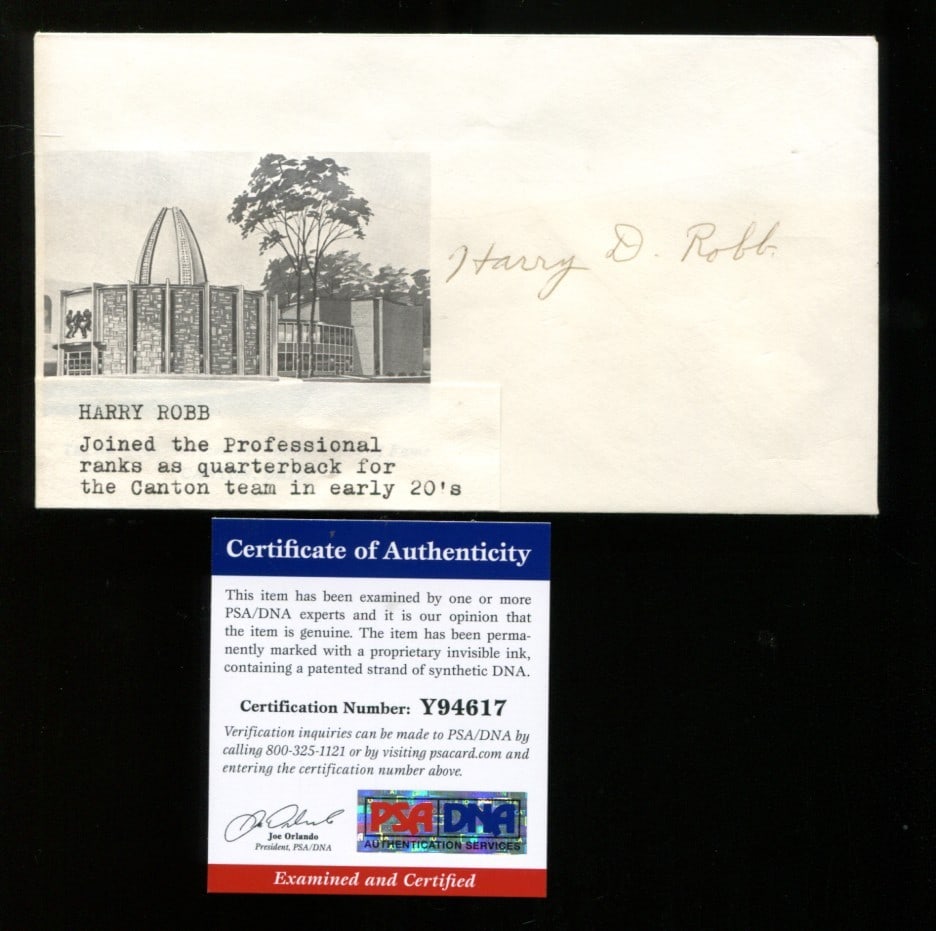 Harry D. Robb.
HARRY ROBB
Joined the Professional
ranks as quarterback for
the Canton team in early 20's
Certificate of Authenticity
This item has been examined by one or more
PSA/DNA experts and it is our opinion that
the item is genuine. The item has been perma-
nently marked with a proprietary invisible ink,
containing a patented strand of synthetic DNA.
Certification Number: Y94617
Verification inquiries can be made to PSA/DNA by
calling 800-325-1121 or by visiting psacard.com and
entering the certification number above.
Joe Orlando
President, PSA/DNA
PSA DNA
AUTHENTICATION SERVICES
Examined and Certified